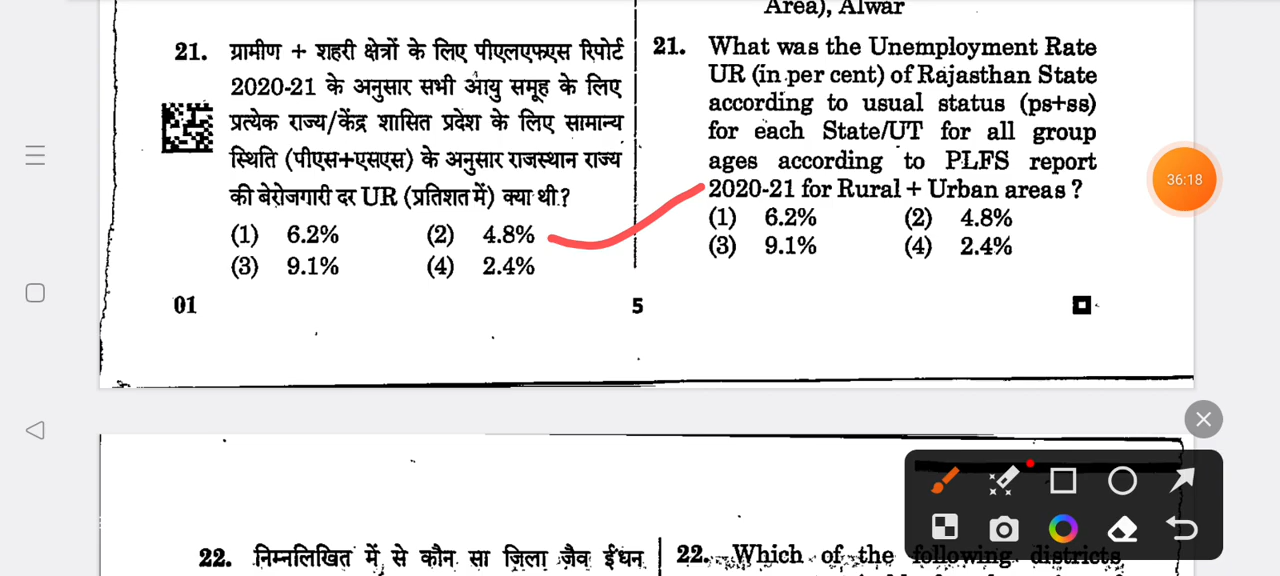 Area), Alwar
21. ग्रामीण + शहरी क्षेत्रों के लिए पीएलएफएस रिपोर्ट
2020-21 के अनुसार सभी आयु समूह के लिए
प्रत्येक राज्य/केंद्र शासित प्रदेश के लिए सामान्य
स्थिति (पीएस+एसएस) के अनुसार राजस्थान राज्य
की बेरोजगारी दर UR (प्रतिशत में) क्या थी ?
(1) 6.2% (2) 4.8%
(3) 9.1% (4) 2.4%
21. What was the Unemployment Rate
UR (in per cent) of Rajasthan State
according to usual status (ps+ss)
for each State/UT for all group
ages according to PLFS report
2020-21 for Rural + Urban areas ?
(1) 6.2% (2) 4.8%
(3) 9.1% (4) 2.4%
01 5
36:18
22. निम्नलिखित में से कौन सा जिला जैव ईंधन
22. Which of the following districts